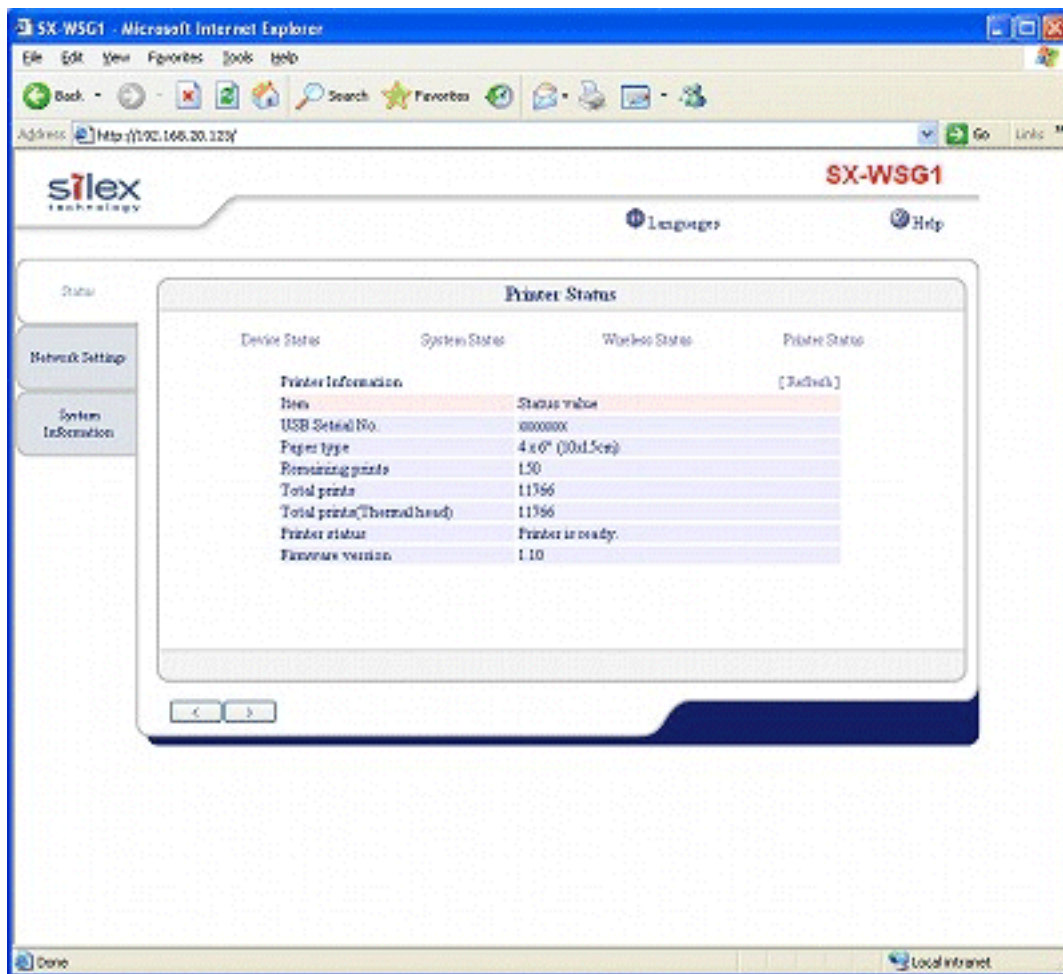 SX-WSG1 - Microsoft Internet Explorer
File Edit View Favorites Tools Help
Back Search Favorites
Address http://192.168.20.123/ Go Links »
silex
technology
SX-WSG1
Languages Help
Status
Network Settings
System
Information
Printer Status
Device Status System Status Wireless Status Printer Status
Printer Information [Refresh]
Item Status value
USB Serial No. xxxxxxxx
Paper type 4 x 6" (10x15cm)
Remaining prints 150
Total prints 11766
Total prints(Thermal head) 11766
Printer status Printer is ready.
Firmware version 1.10
< >
Done Local intranet